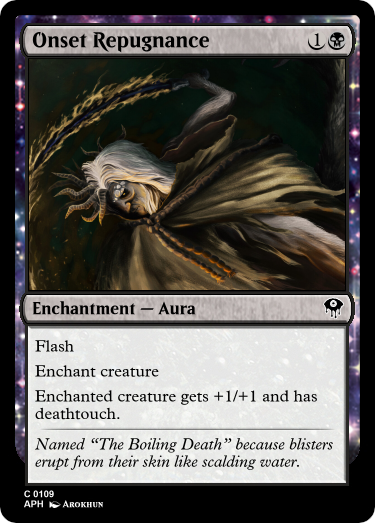 Onset Repugnance 1
Enchantment — Aura
Flash
Enchant creature
Enchanted creature gets +1/+1 and has
deathtouch.
Named “The Boiling Death” because blisters
erupt from their skin like scalding water.
C 0109
APH Arokhun